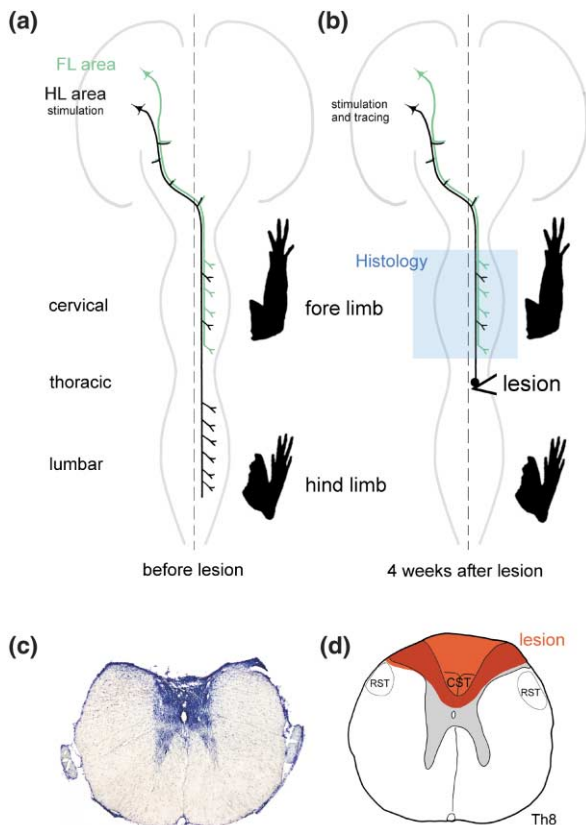 (a)
FL area
HL area
stimulation
cervical
thoracic
lumbar
fore limb
hind limb
before lesion
(b)
stimulation
and tracing
Histology
lesion
4 weeks after lesion
(c)
(d)
lesion
CST
RST
RST
Th8